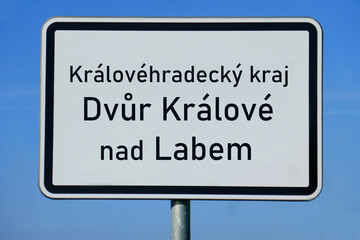 Královéhradecký kraj
Dvůr Králové
nad Labem